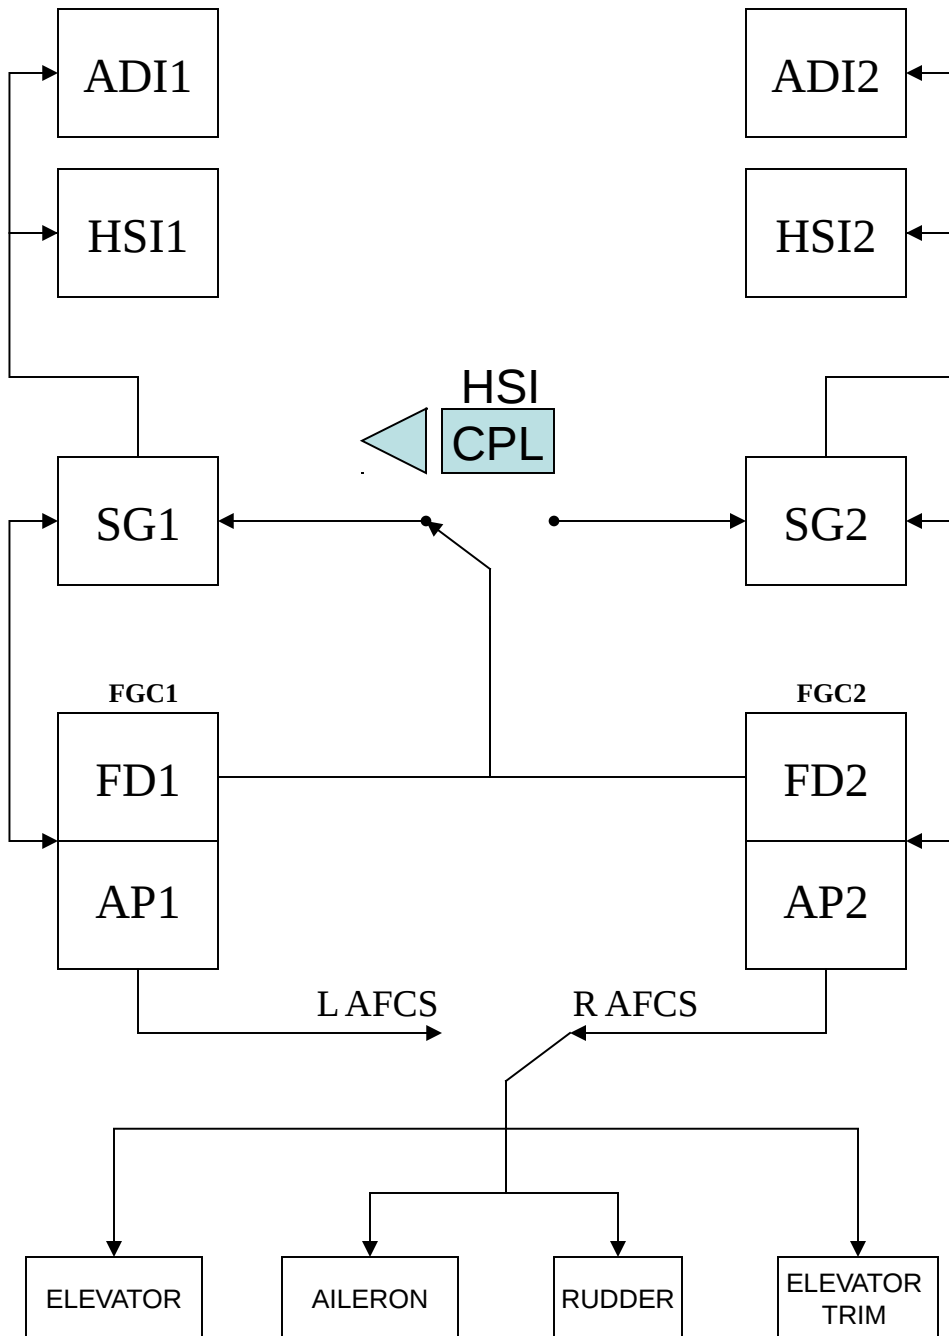 ADI1
ADI2
HSI1
HSI2
HSI
CPL
SG1
SG2
FGC1
FGC2
FD1
FD2
AP1
AP2
L AFCS
R AFCS
ELEVATOR
AILERON
RUDDER
ELEVATOR
TRIM